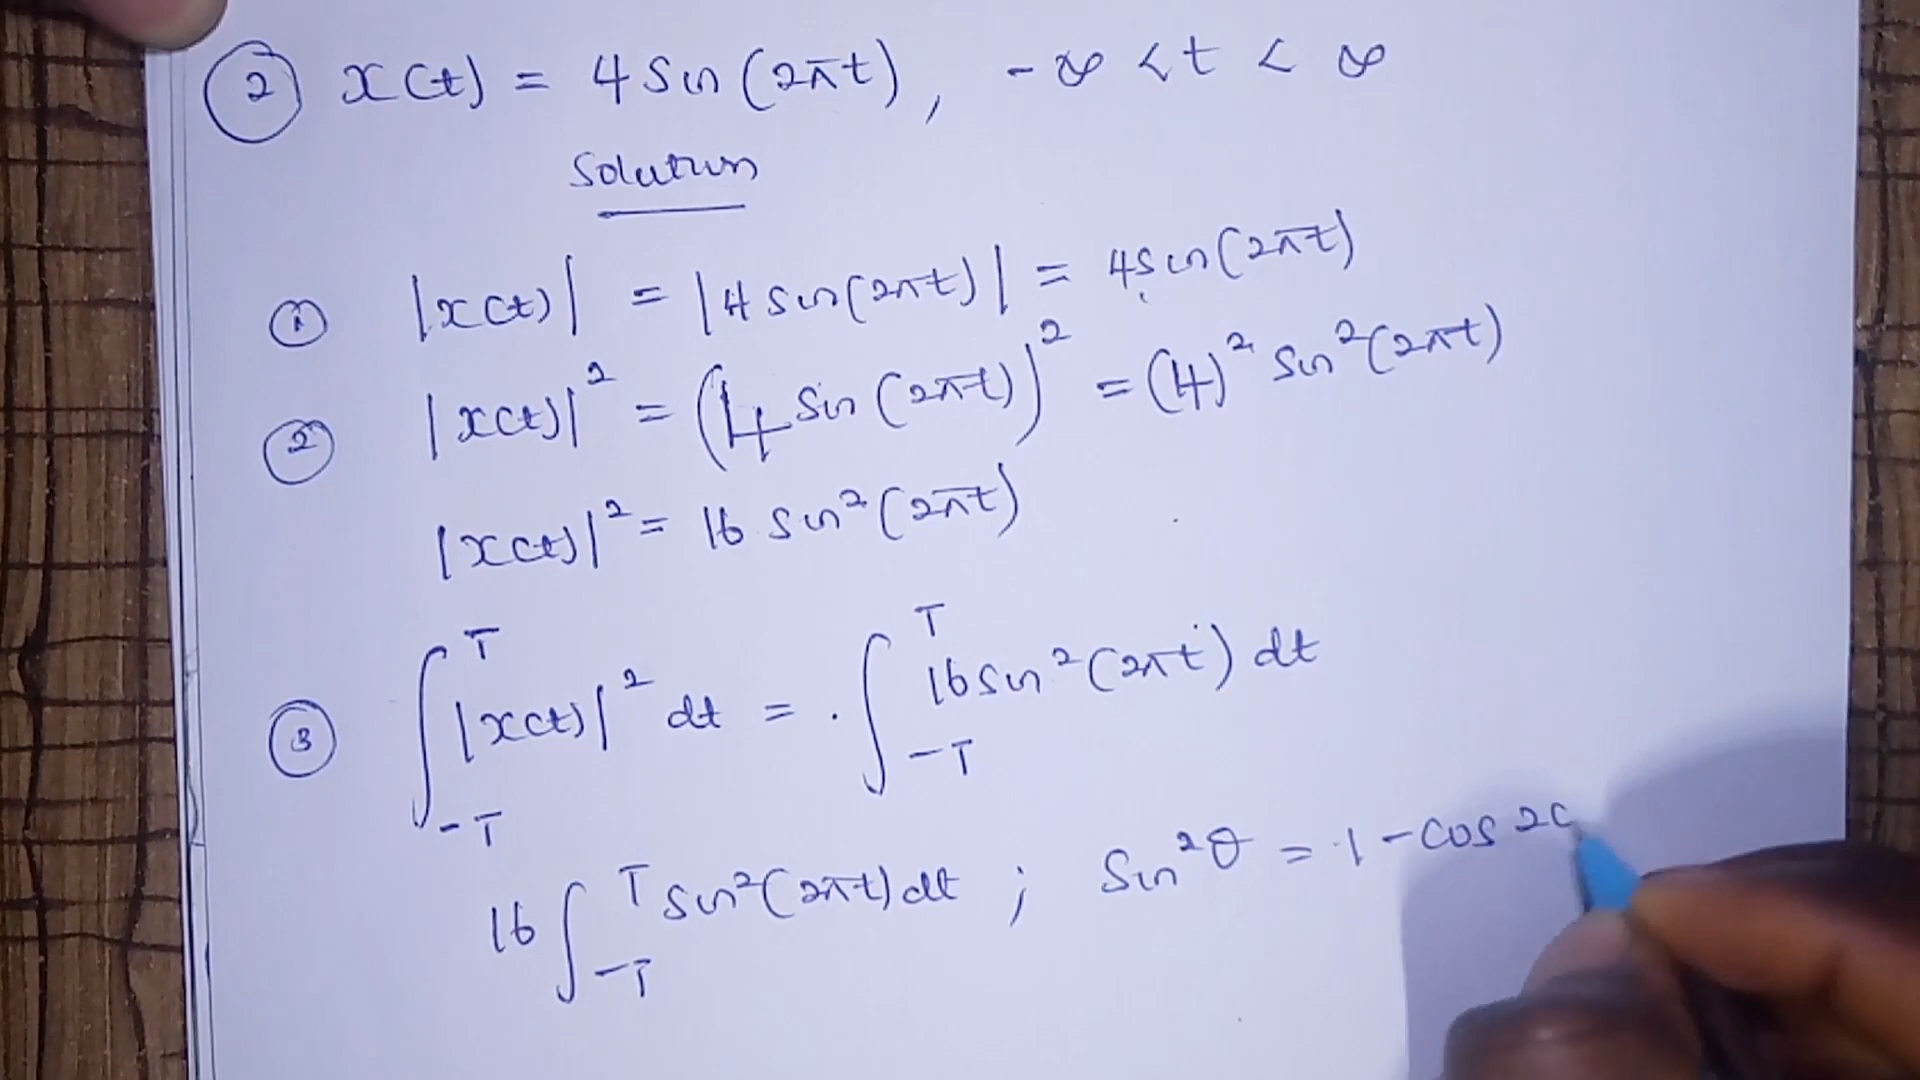 ② x(t) = 4 Sin (2πt), -∞ < t < ∞
Solution
① |x(t)| = |4 sin(2πt)| = 4sin(2πt)
② |x(t)|² = (4 sin (2πt))² = (4)² sin²(2πt)
|x(t)|² = 16 sin²(2πt)
③ ∫_{-T}^{T} |x(t)|² dt = ∫_{-T}^{T} 16 sin²(2πt) dt
16 ∫_{-T}^{T} sin²(2πt) dt ; Sin²θ = 1 - cos 2